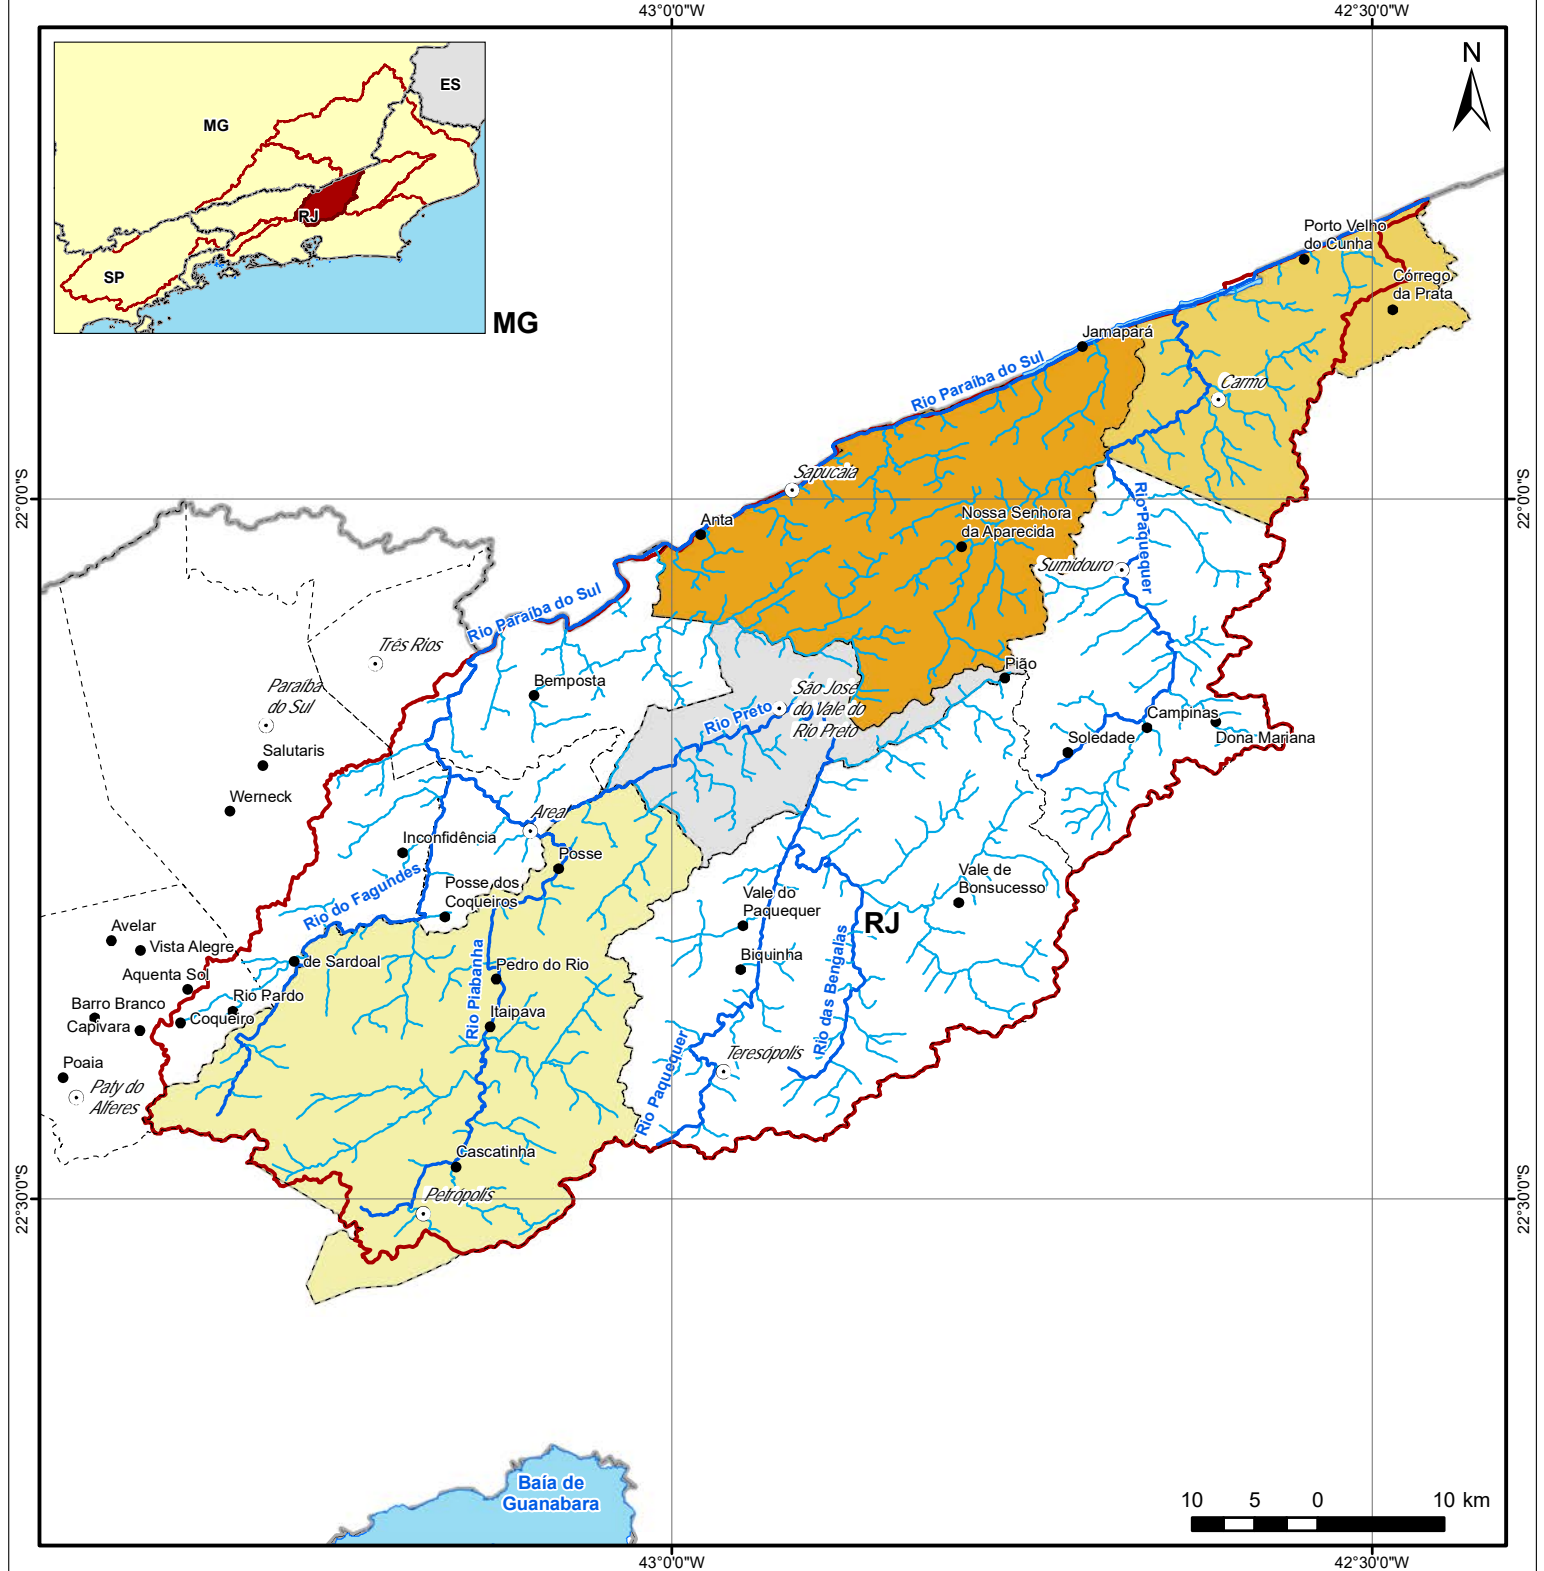 43°0'0"W
42°30'0"W
N
ES
MG
RJ
SP
MG
Porto Velho
do Cunha
Córrego
da Prata
Jamapará
Rio Paraíba do Sul
Carmo
Sapucaia
22°0'0"S
22°0'0"S
Rio Paquequer
Anta
Nossa Senhora
da Aparecida
Sumidouro
Rio Paraíba do Sul
Três Rios
Pião
Paraíba
do Sul
Bemposta
São José
do Vale do
Rio Preto
Rio Preto
Campinas
Soledade
Dona Mariana
Salutaris
Werneck
Areal
Inconfidência
Posse
Rio do Fagundes
Posse dos
Coqueiros
Vale de
Bonsucesso
Vale do
Paquequer
RJ
Avelar
Vista Alegre
Biquinha
Rio das Bengalas
de Sardoal
Pedro do Rio
Rio Piabanha
Aquenta Sol
Rio Pardo
Barro Branco
Coqueiro
Capivara
Itaipava
Rio Paquequer
Teresópolis
Poaia
Paty do
Alferes
Cascatinha
Petrópolis
22°30'0"S
22°30'0"S
Baía de
Guanabara
10 5 0 10 km
43°0'0"W
42°30'0"W